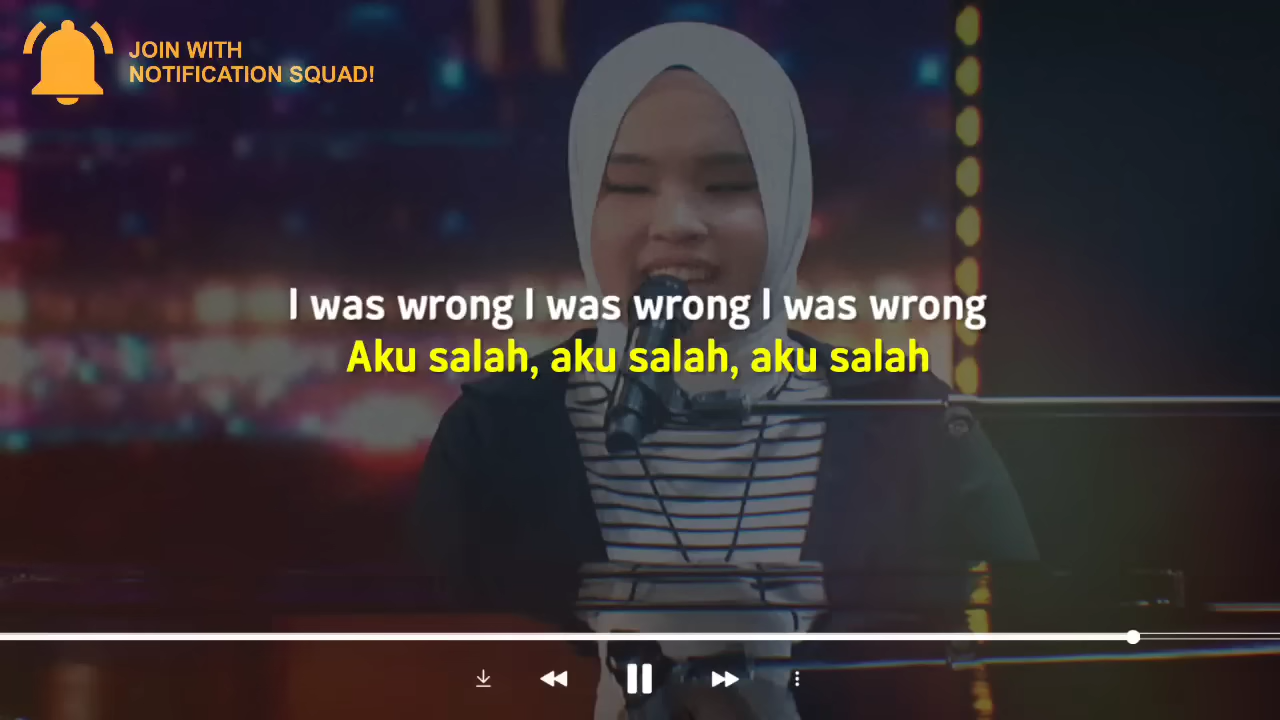 JOIN WITH
NOTIFICATION SQUAD!
I was wrong I was wrong I was wrong
Aku salah, aku salah, aku salah